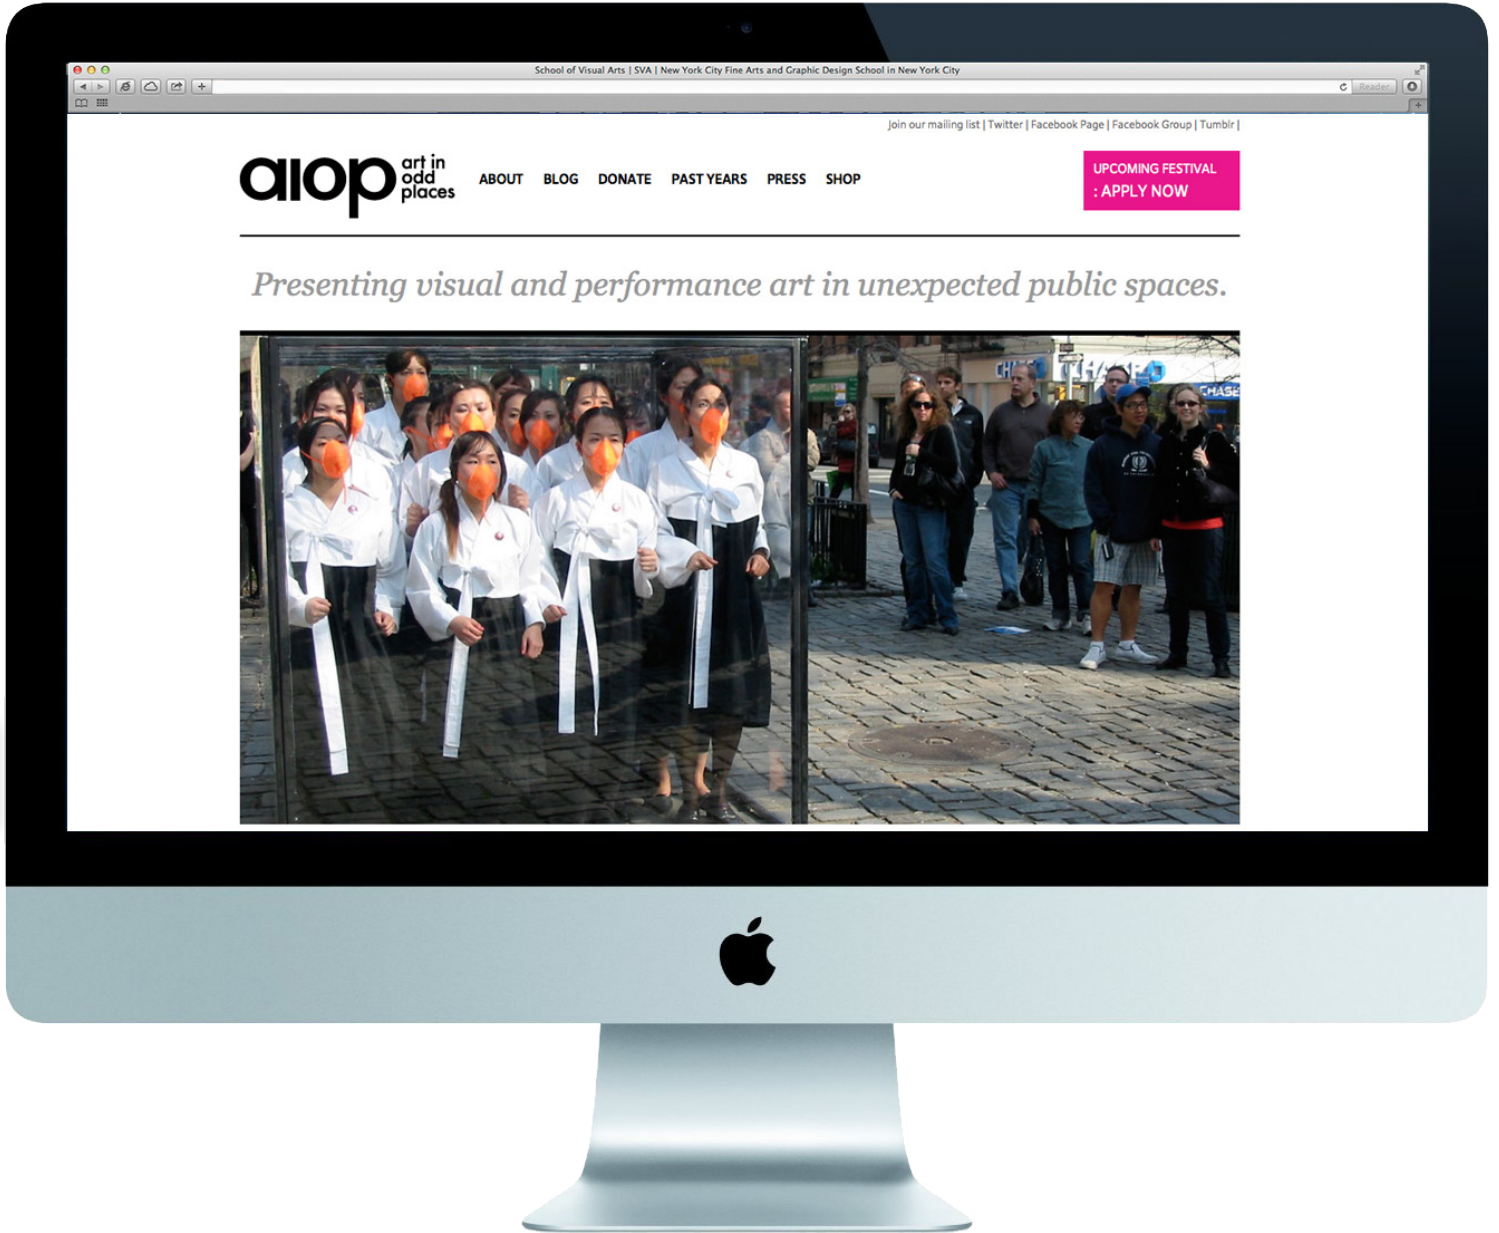 School of Visual Arts | SVA | New York City Fine Arts and Graphic Design School in New York City
Reader
Join our mailing list | Twitter | Facebook Page | Facebook Group | Tumblr |
aiop art in
odd
places
ABOUT BLOG DONATE PAST YEARS PRESS SHOP
UPCOMING FESTIVAL
: APPLY NOW
Presenting visual and performance art in unexpected public spaces.
CHASE